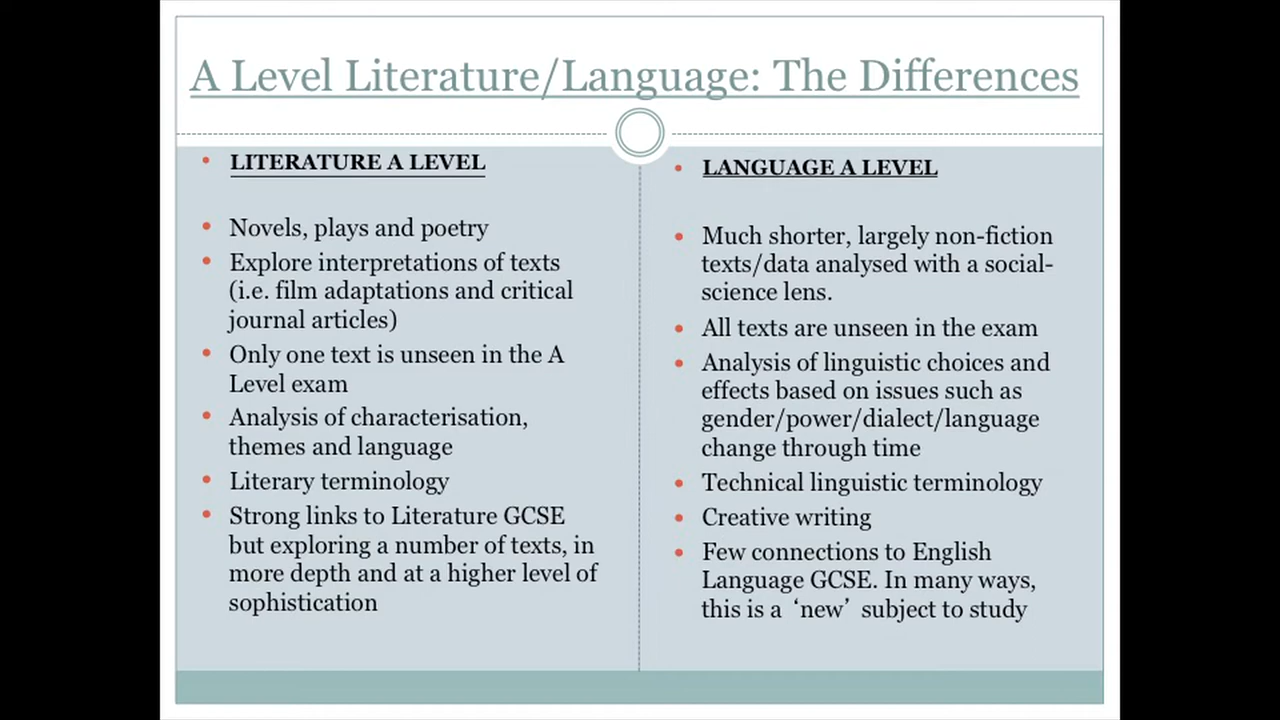 A Level Literature/Language: The Differences
LITERATURE A LEVEL
Novels, plays and poetry
Explore interpretations of texts
(i.e. film adaptations and critical
journal articles)
Only one text is unseen in the A
Level exam
Analysis of characterisation,
themes and language
Literary terminology
Strong links to Literature GCSE
but exploring a number of texts, in
more depth and at a higher level of
sophistication
LANGUAGE A LEVEL
Much shorter, largely non-fiction
texts/data analysed with a social-
science lens.
All texts are unseen in the exam
Analysis of linguistic choices and
effects based on issues such as
gender/power/dialect/language
change through time
Technical linguistic terminology
Creative writing
Few connections to English
Language GCSE. In many ways,
this is a ‘new’ subject to study